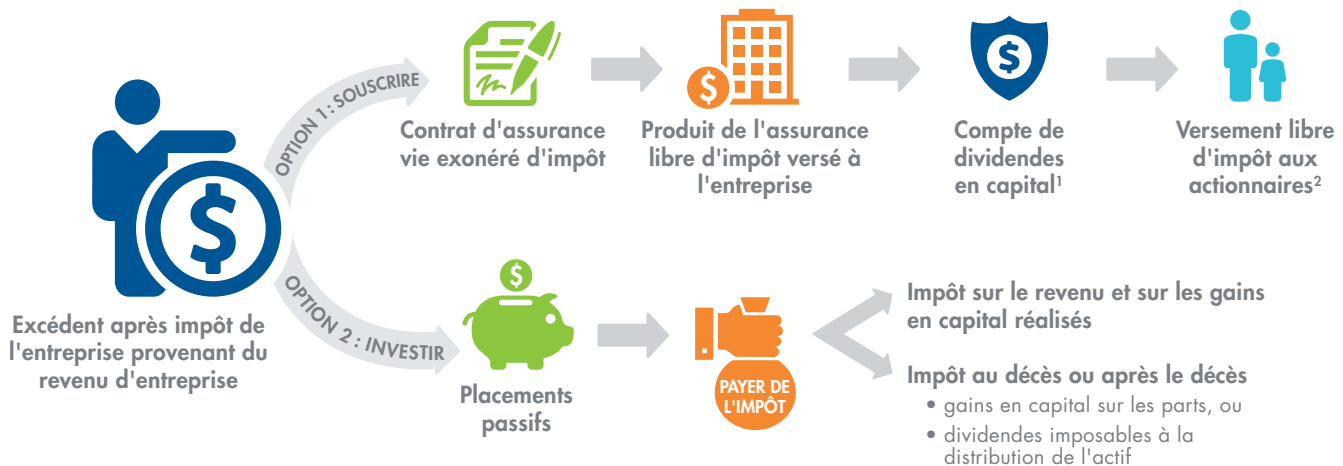 Excédent après impôt de
l'entreprise provenant du
revenu d'entreprise
OPTION 1 : SOUSCRIRE
Contrat d'assurance
vie exonéré d'impôt
$
Produit de l'assurance
libre d'impôt versé à
l'entreprise
$
Compte de
dividendes
en capital¹
Versement libre
d'impôt aux
actionnaires²
$
OPTION 2 : INVESTIR
$
Placements
passifs
PAYER DE
L'IMPÔT
Impôt sur le revenu et sur les gains
en capital réalisés
Impôt au décès ou après le décès
• gains en capital sur les parts, ou
• dividendes imposables à la
distribution de l'actif